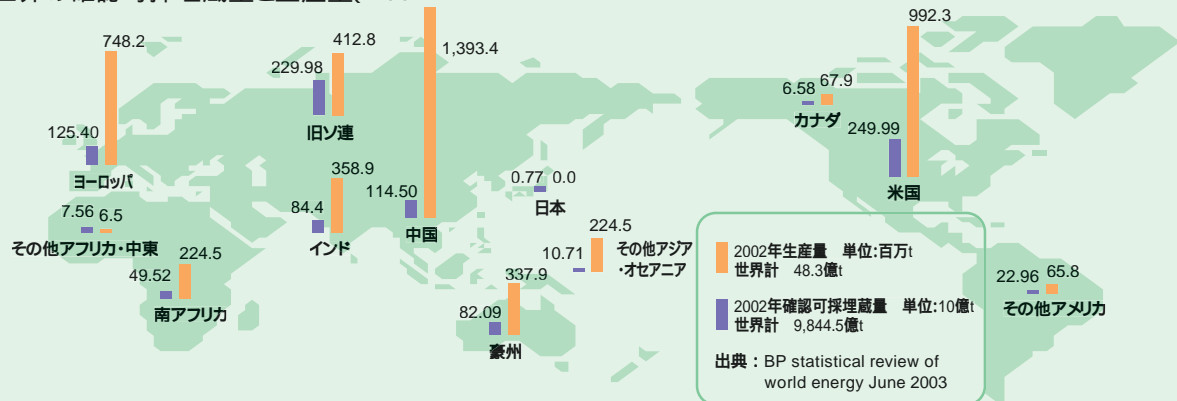 748.2
125.40
ヨーロッパ
412.8
229.98
旧ソ連
1,393.4
114.50
中国
358.9
84.4
インド
0.77 0.0
日本
6.58 67.9
カナダ
992.3
249.99
米国
7.56 6.5
その他アフリカ・中東
224.5
49.52
南アフリカ
224.5
10.71
その他アジア
・オセアニア
337.9
82.09
豪州
22.96 65.8
その他アメリカ
2002年生産量 単位:百万t
世界計 48.3億t
2002年確認可採埋蔵量 単位:10億t
世界計 9,844.5億t
出典：BP statistical review of
world energy June 2003